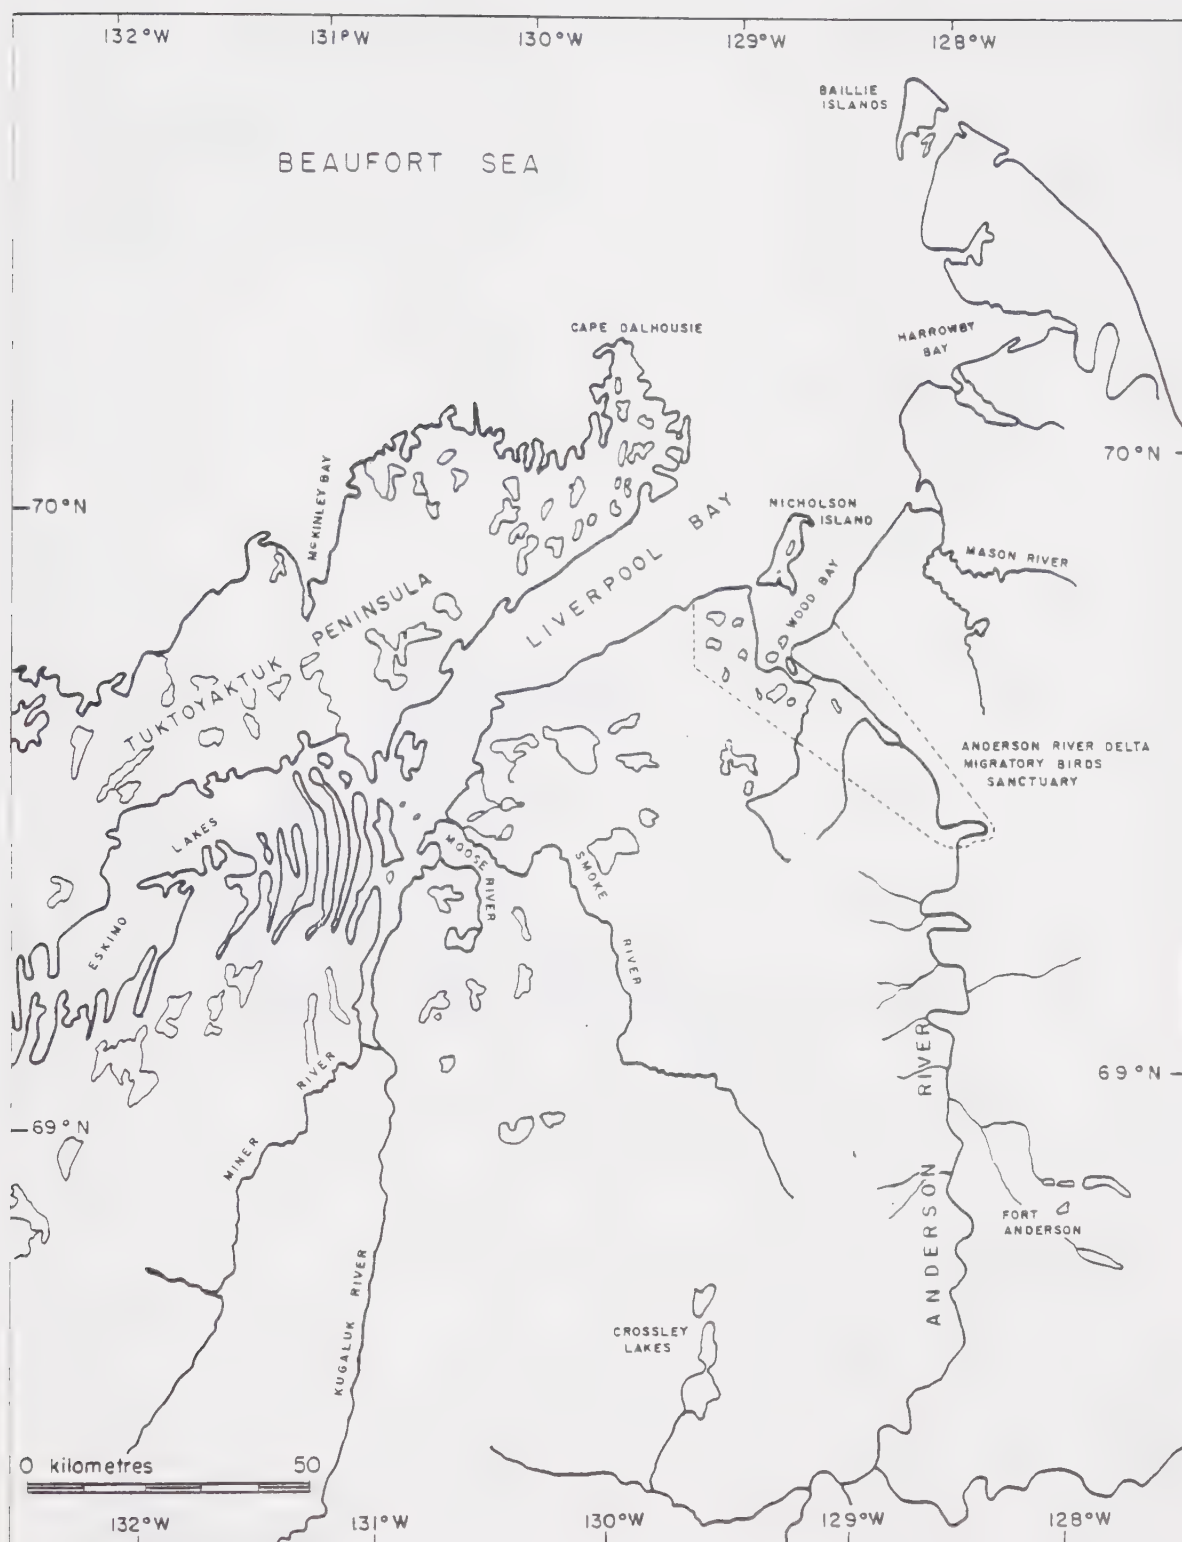 132°W 131°W 130°W 129°W 128°W
BAILLIE
ISLANDS
BEAUFORT SEA
CAPE DALHOUSIE
HARROWBY
BAY
70°N
70°N
McKINLEY BAY
NICHOLSON
ISLAND
LIVERPOOL BAY
WOOD BAY
MASON RIVER
TUKTOYAKTUK PENINSULA
ANDERSON RIVER DELTA
MIGRATORY BIRDS
SANCTUARY
ESKIMO LAKES
MOOSE RIVER
SMOKE RIVER
69°N
69°N
MINER RIVER
ANDERSON RIVER
FORT
ANDERSON
KUGALUK RIVER
CROSSLEY
LAKES
0 kilometres 50
132°W 131°W 130°W 129°W 128°W